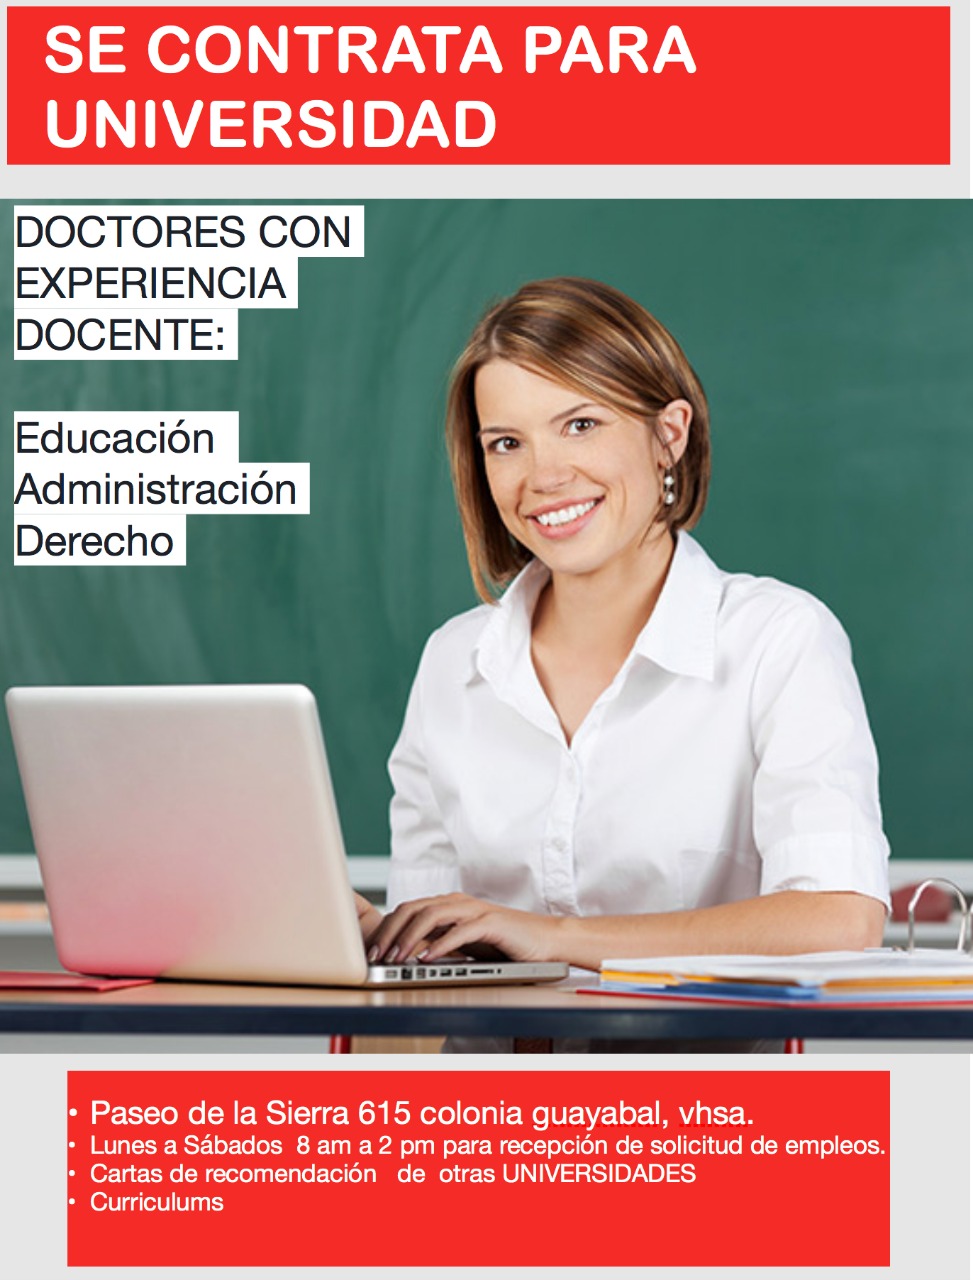 SE CONTRATA PARA
UNIVERSIDAD
DOCTORES CON
EXPERIENCIA
DOCENTE:
Educación
Administración
Derecho
• Paseo de la Sierra 615 colonia guayabal, vhsa.
• Lunes a Sábados 8 am a 2 pm para recepción de solicitud de empleos.
• Cartas de recomendación de otras UNIVERSIDADES
• Curriculums